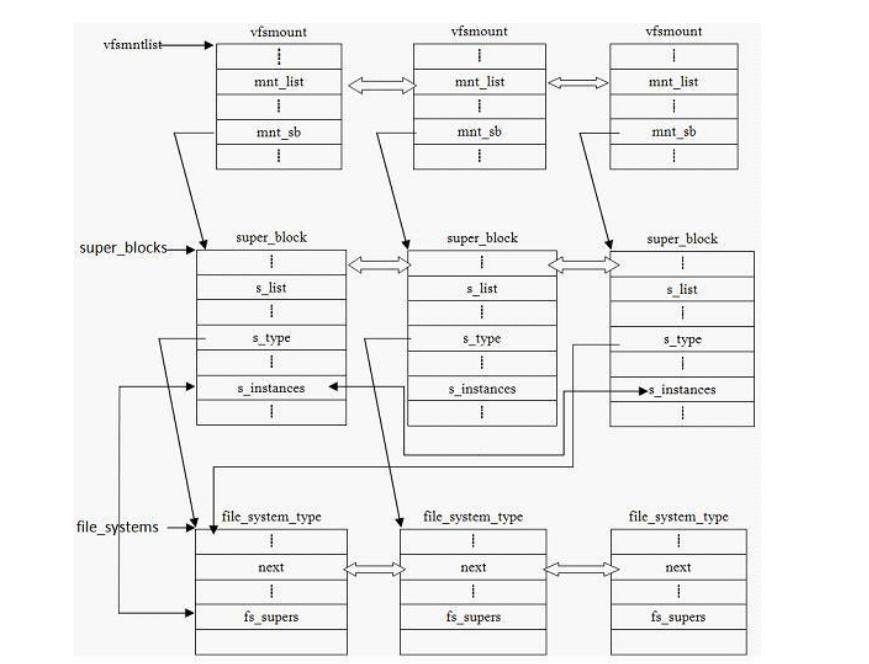 vfsmount vfsmount vfsmount
vfsmntlist
mnt_list mnt_list mnt_list
mnt_sb mnt_sb mnt_sb
super_block super_block super_block
super_blocks
s_list s_list s_list
s_type s_type s_type
s_instances s_instances s_instances
file_system_type file_system_type file_system_type
file_systems
next next next
fs_supers fs_supers fs_supers